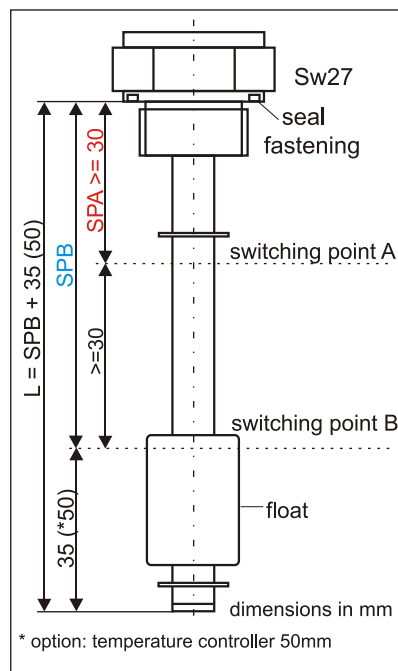 Sw27
seal
fastening
SPA >= 30
switching point A
SPB
L = SPB + 35 (50)
>=30
switching point B
float
35 (*50)
dimensions in mm
* option: temperature controller 50mm